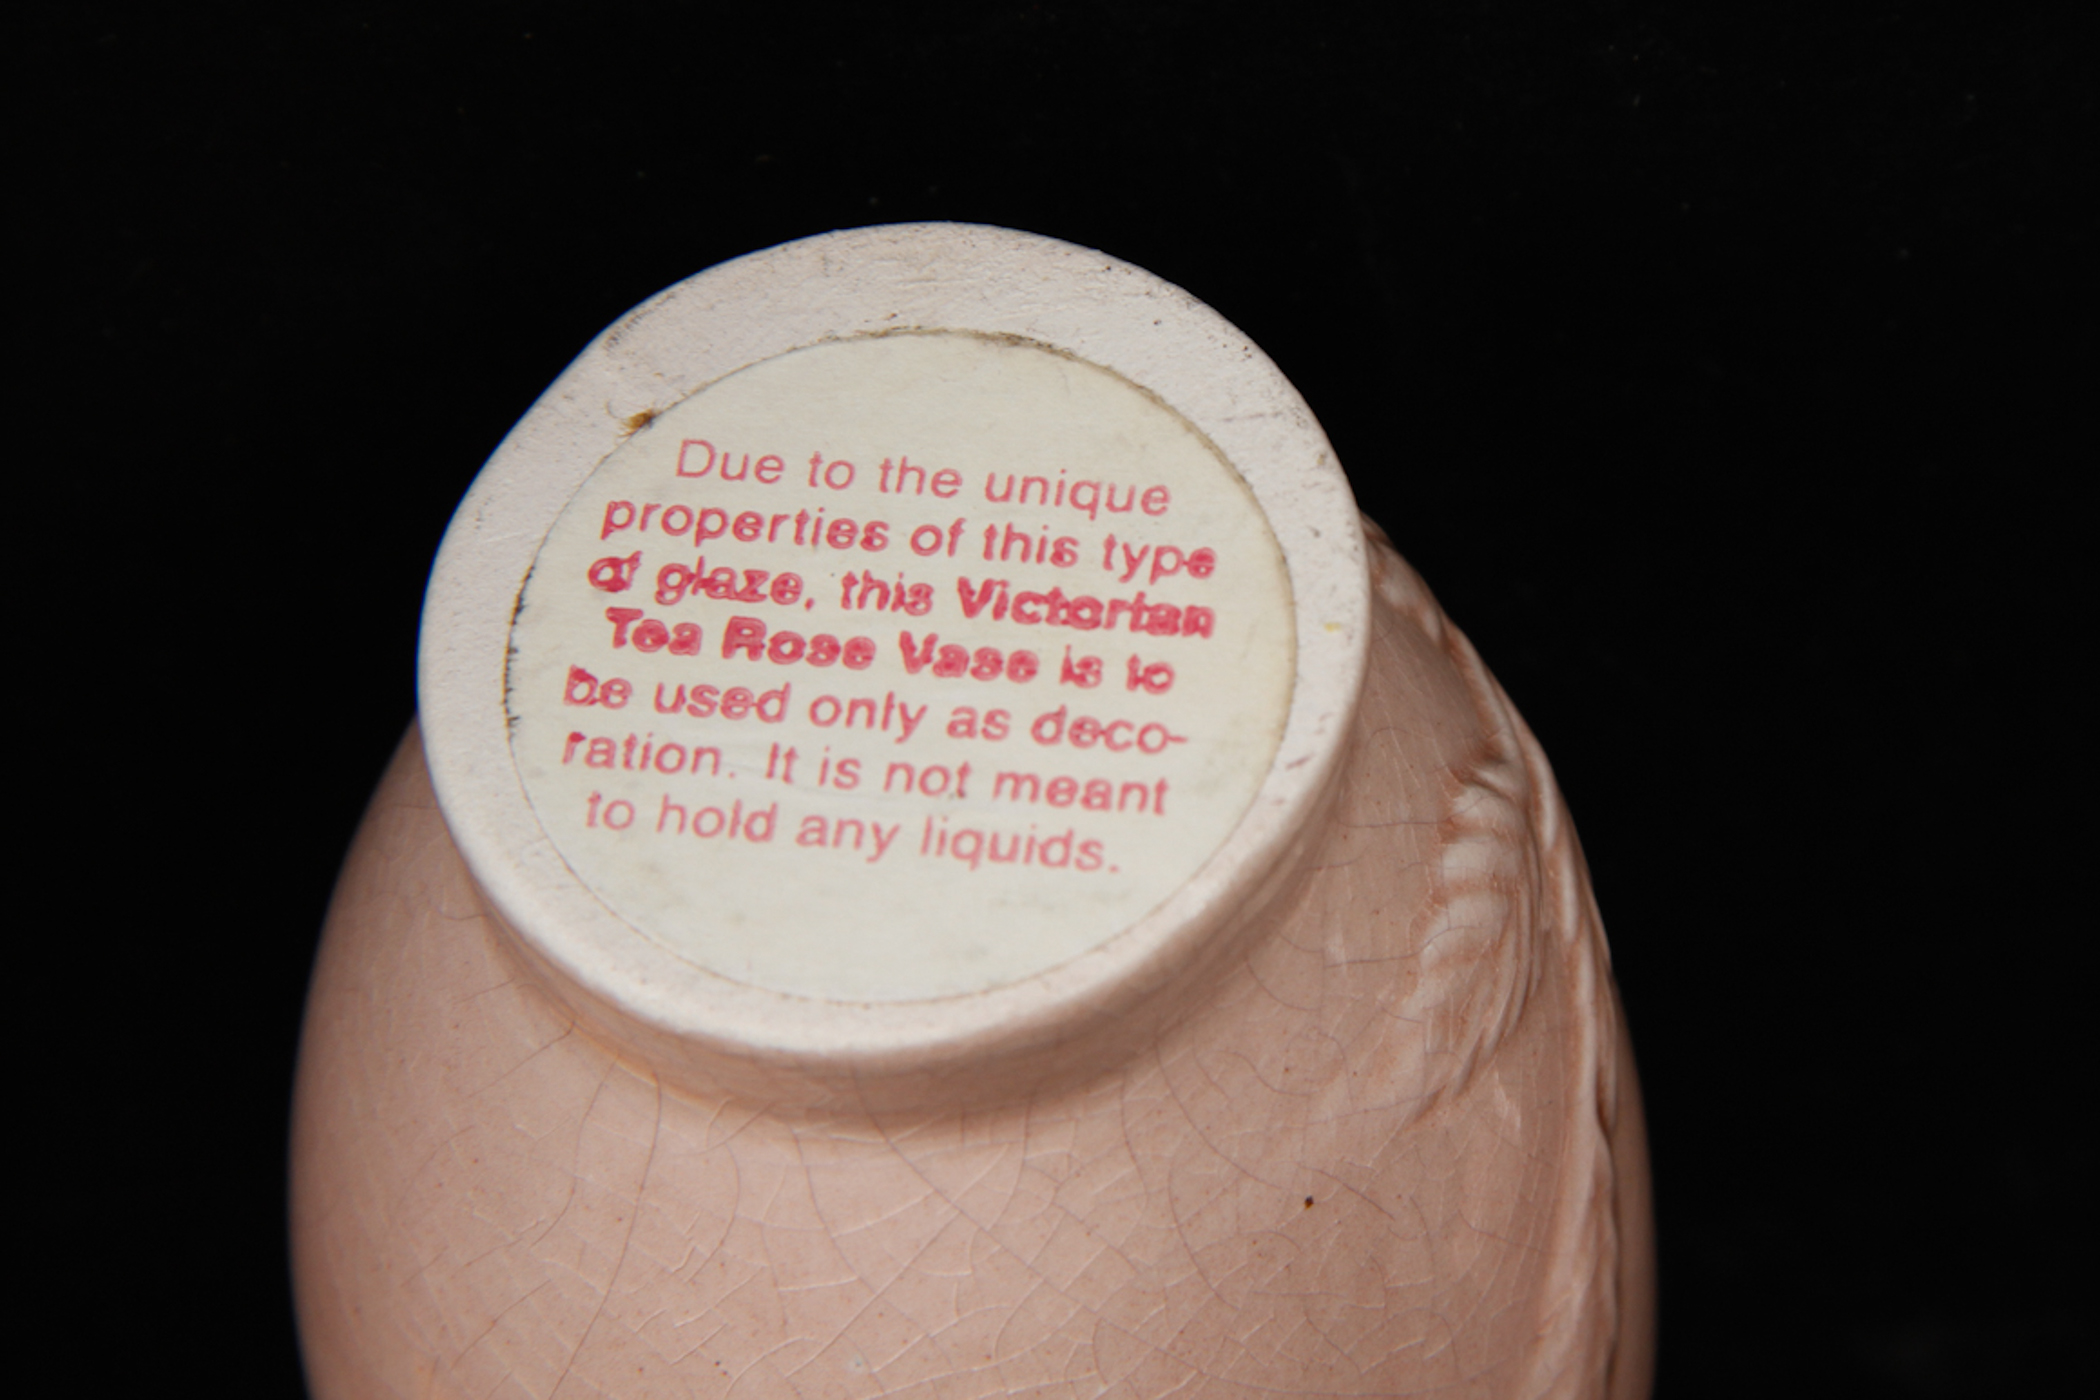 Due to the unique
properties of this type
of glaze, this Victorian
Tea Rose Vase is to
be used only as deco-
ration. It is not meant
to hold any liquids.